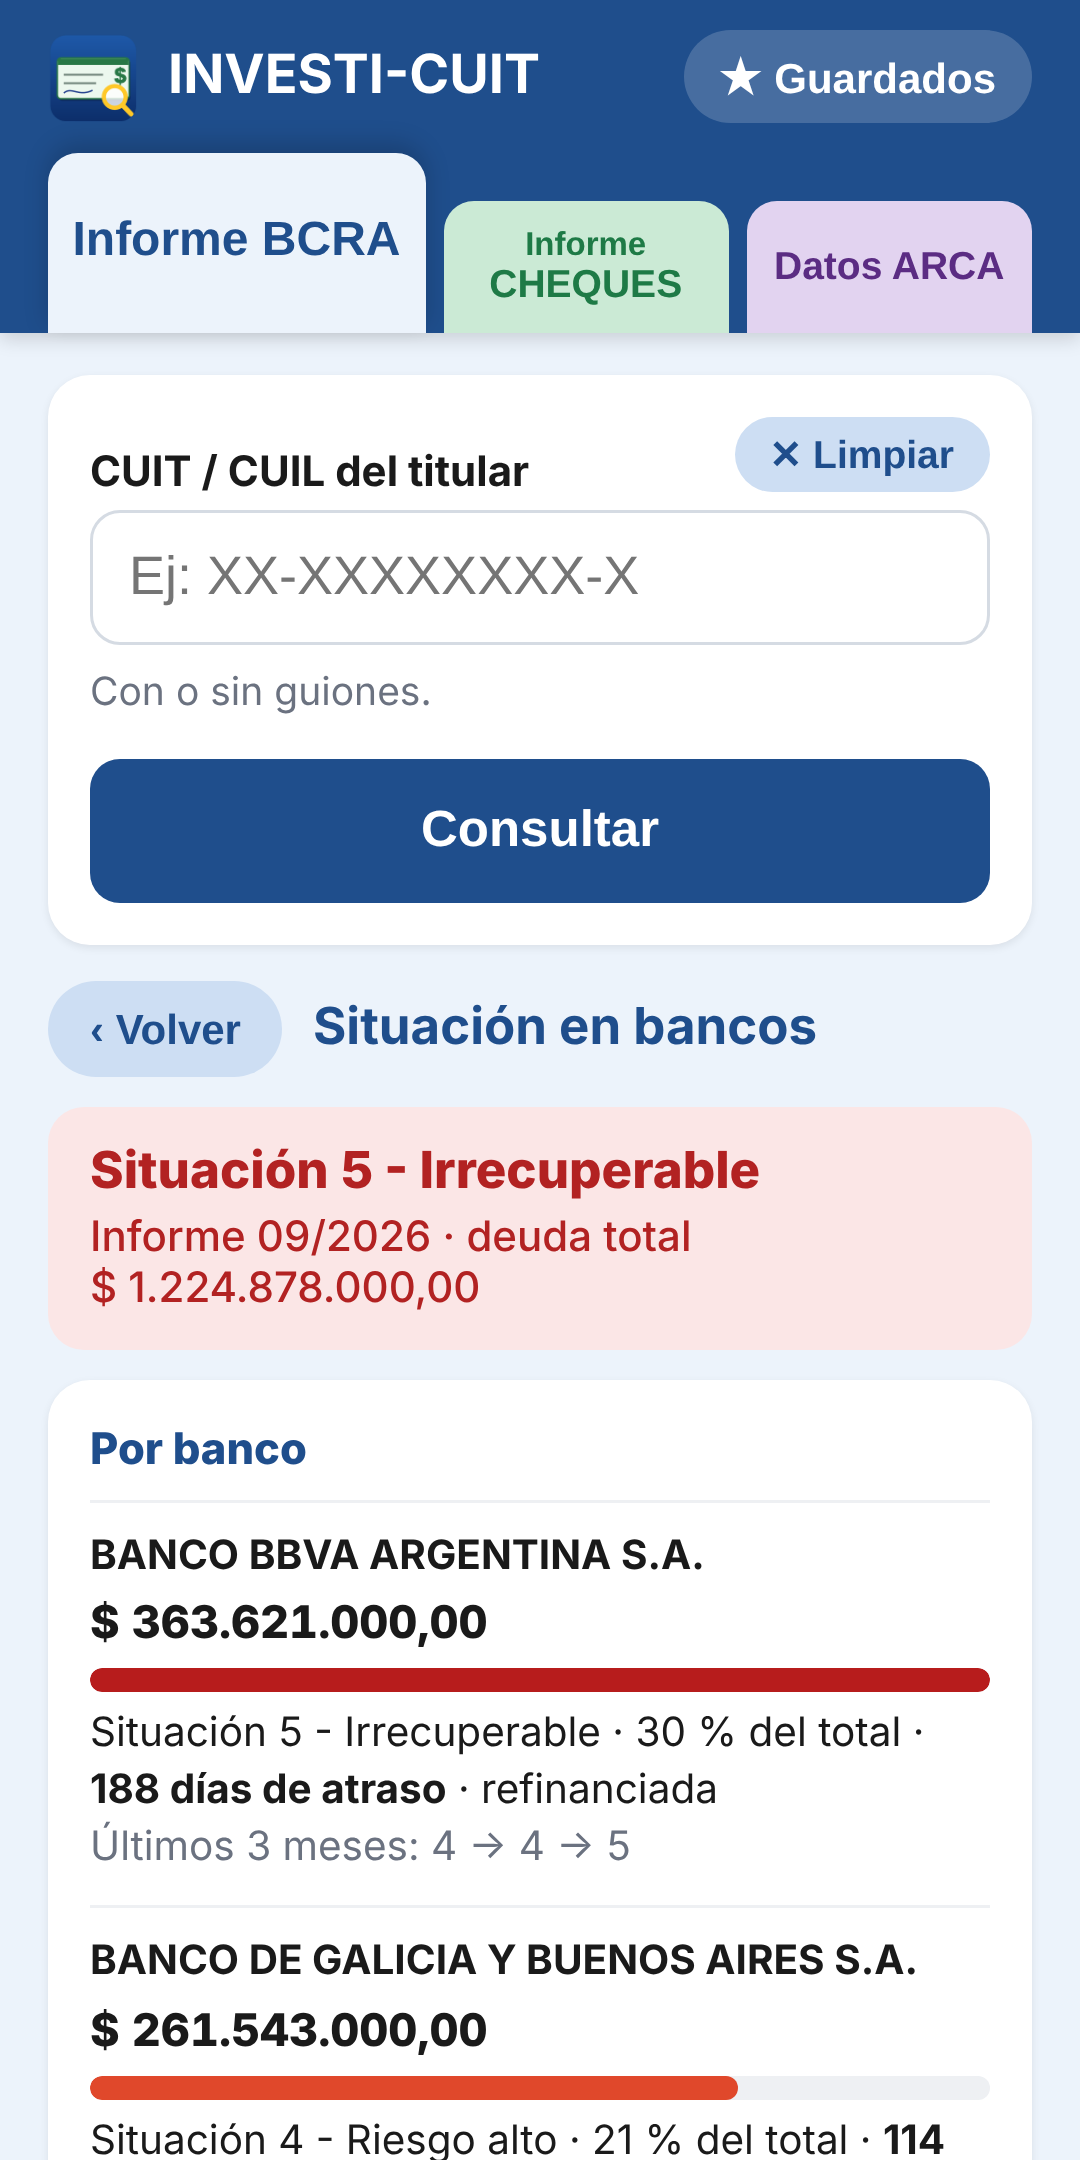 INVESTI-CUIT
★ Guardados
Informe BCRA
Informe
CHEQUES
Datos ARCA
CUIT / CUIL del titular
✕ Limpiar
Ej: XX-XXXXXXXX-X
Con o sin guiones.
Consultar
‹ Volver
Situación en bancos
Situación 5 - Irrecuperable
Informe 09/2026 · deuda total
$ 1.224.878.000,00
Por banco
BANCO BBVA ARGENTINA S.A.
$ 363.621.000,00
Situación 5 - Irrecuperable · 30 % del total ·
188 días de atraso · refinanciada
Últimos 3 meses: 4 → 4 → 5
BANCO DE GALICIA Y BUENOS AIRES S.A.
$ 261.543.000,00
Situación 4 - Riesgo alto · 21 % del total · 114